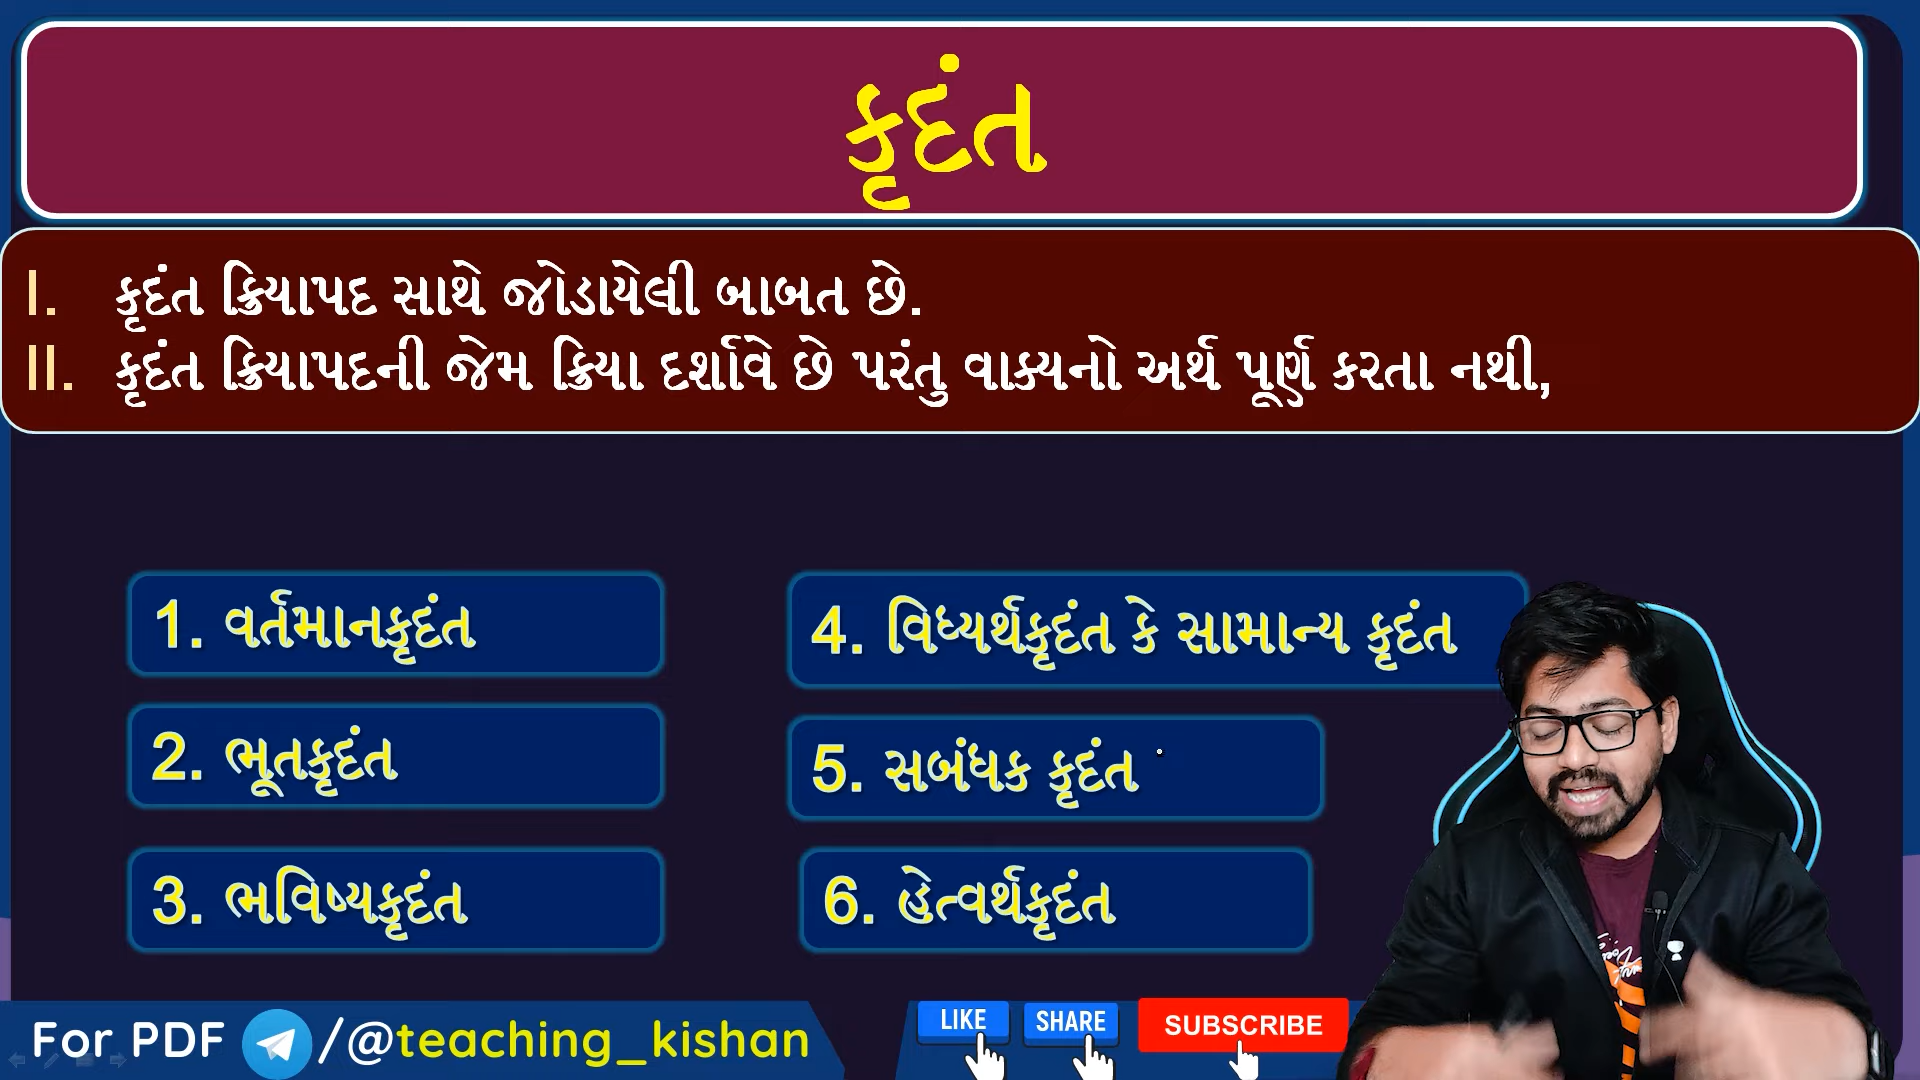 કૃદંત
I. કૃદંત ક્રિયાપદ સાથે જોડાયેલી બાબત છે.
II. કૃદંત ક્રિયાપદની જેમ ક્રિયા દર્શાવે છે પરંતુ વાક્યનો અર્થ પૂર્ણ કરતા નથી,
1. વર્તમાનકૃદંત
2. ભૂતકૃદંત
3. ભવિષ્યકૃદંત
4. વિધ્યર્થકૃદંત કે સામાન્ય કૃદંત
5. સબંધક કૃદંત
6. હેત્વર્થકૃદંત
For PDF /@teaching_kishan
LIKE SHARE SUBSCRIBE